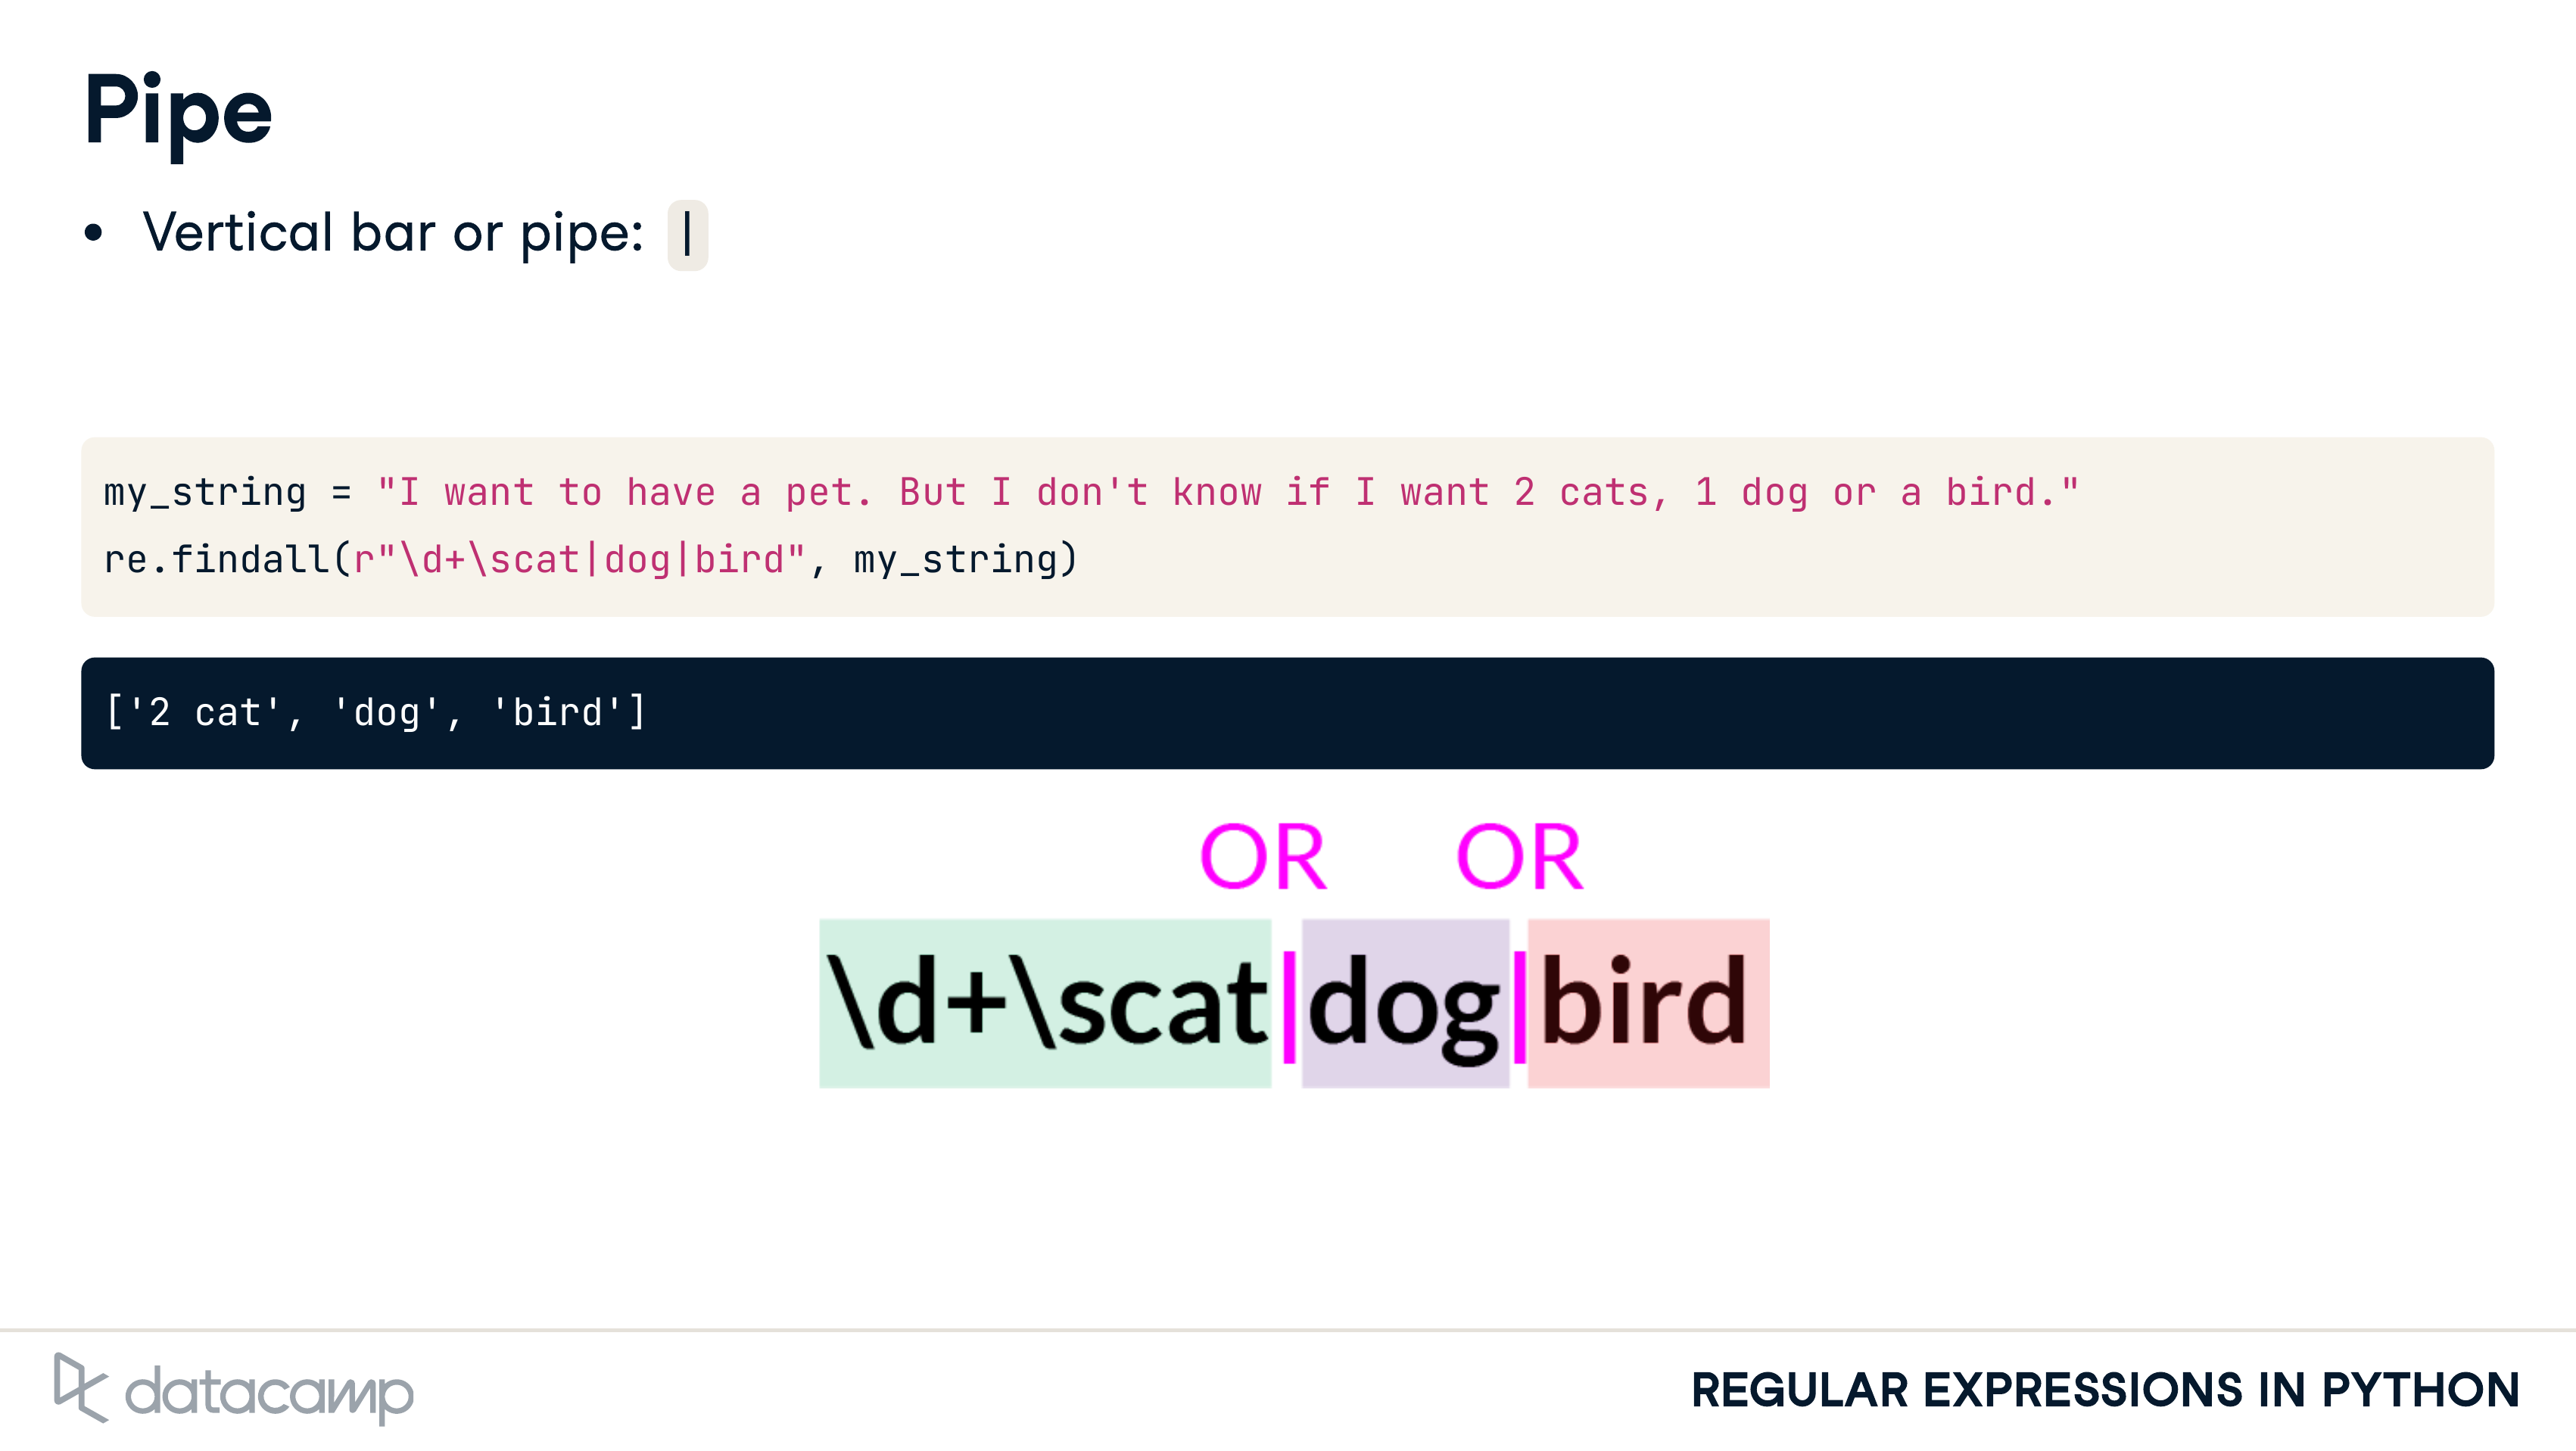 Pipe
• Vertical bar or pipe: |
my_string = "I want to have a pet. But I don't know if I want 2 cats, 1 dog or a bird."
re.findall(r"\d+\scat|dog|bird", my_string)
['2 cat', 'dog', 'bird']
OR OR
\d+\scat|dog|bird
datacamp
REGULAR EXPRESSIONS IN PYTHON